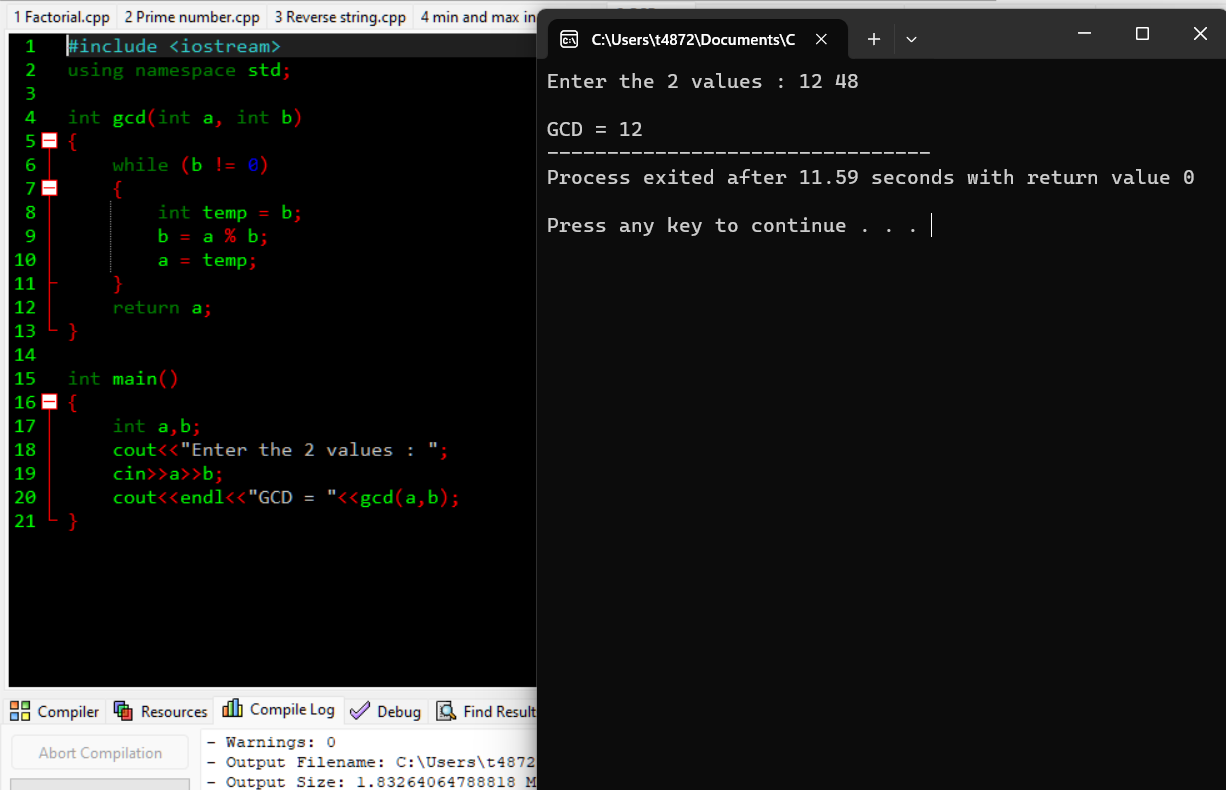 1 Factorial.cpp 2 Prime number.cpp 3 Reverse string.cpp 4 min and max in
1 #include <iostream>
2 using namespace std;
3
4 int gcd(int a, int b)
5 {
6 while (b != 0)
7 {
8 int temp = b;
9 b = a % b;
10 a = temp;
11 }
12 return a;
13 }
14
15 int main()
16 {
17 int a,b;
18 cout<<"Enter the 2 values : ";
19 cin>>a>>b;
20 cout<<endl<<"GCD = "<<gcd(a,b);
21 }
Compiler Resources Compile Log Debug Find Result
Abort Compilation
- Warnings: 0
- Output Filename: C:\Users\t4872
- Output Size: 1.83264064788818 M
C:\Users\t4872\Documents\C
Enter the 2 values : 12 48
GCD = 12
--------------------------------
Process exited after 11.59 seconds with return value 0
Press any key to continue . . .